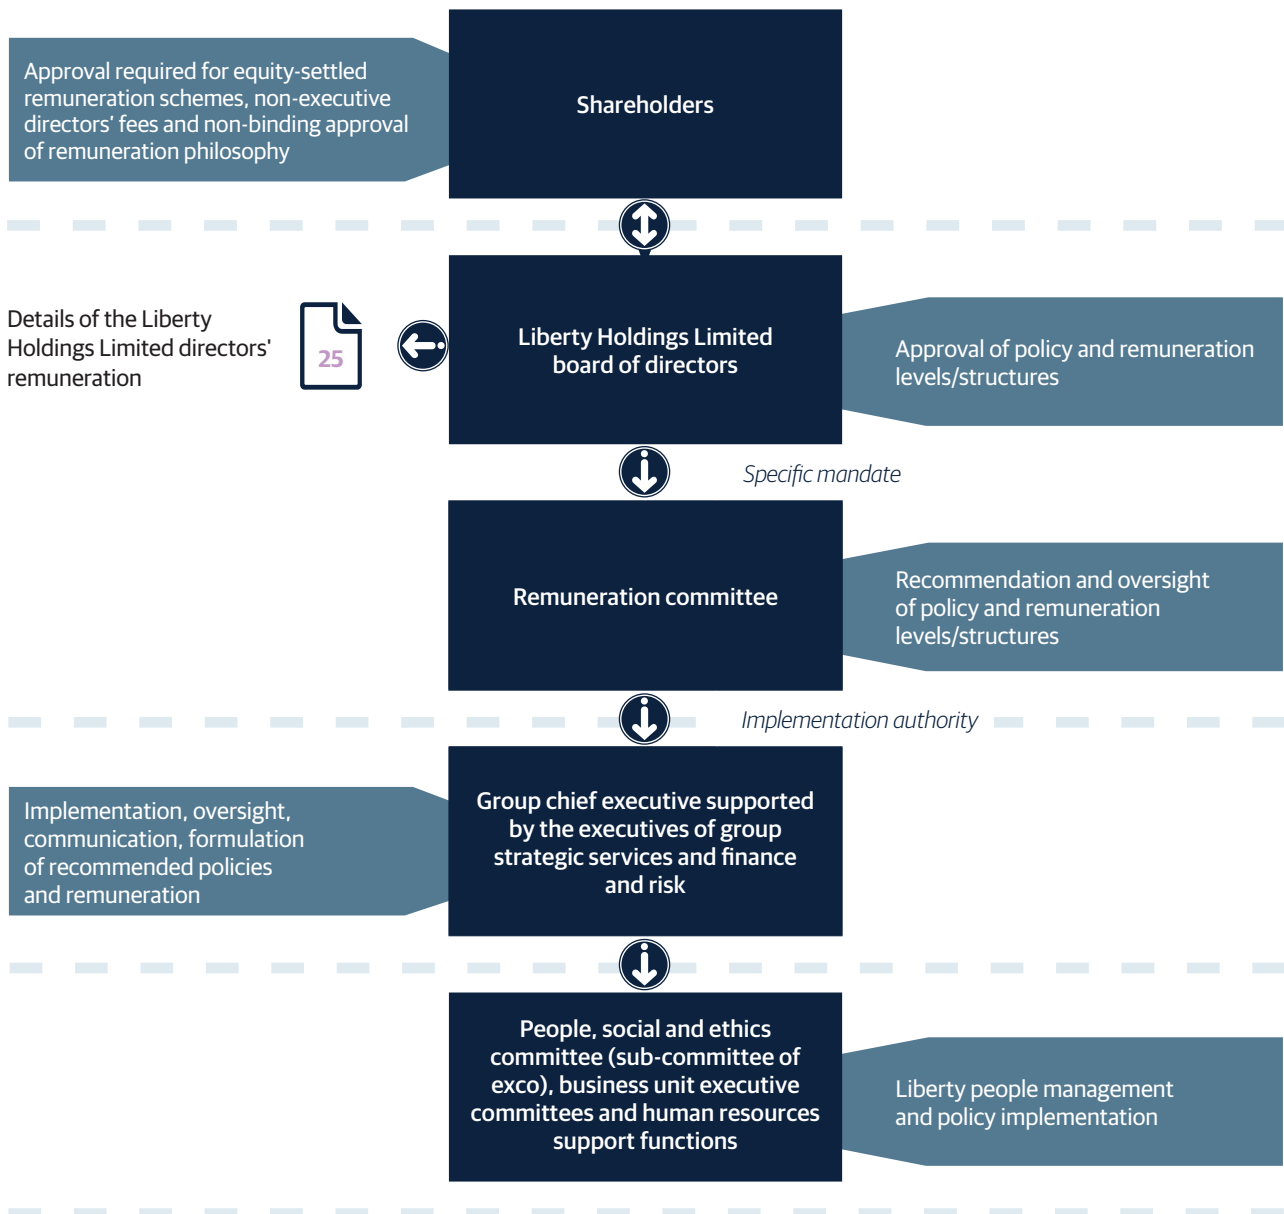 Approval required for equity-settled
remuneration schemes, non-executive
directors' fees and non-binding approval
of remuneration philosophy
Shareholders
Details of the Liberty
Holdings Limited directors'
remuneration
25
Liberty Holdings Limited
board of directors
Approval of policy and remuneration
levels/structures
Specific mandate
Remuneration committee
Recommendation and oversight
of policy and remuneration
levels/structures
Implementation authority
Implementation, oversight,
communication, formulation
of recommended policies
and remuneration
Group chief executive supported
by the executives of group
strategic services and finance
and risk
People, social and ethics
committee (sub-committee of
exco), business unit executive
committees and human resources
support functions
Liberty people management
and policy implementation